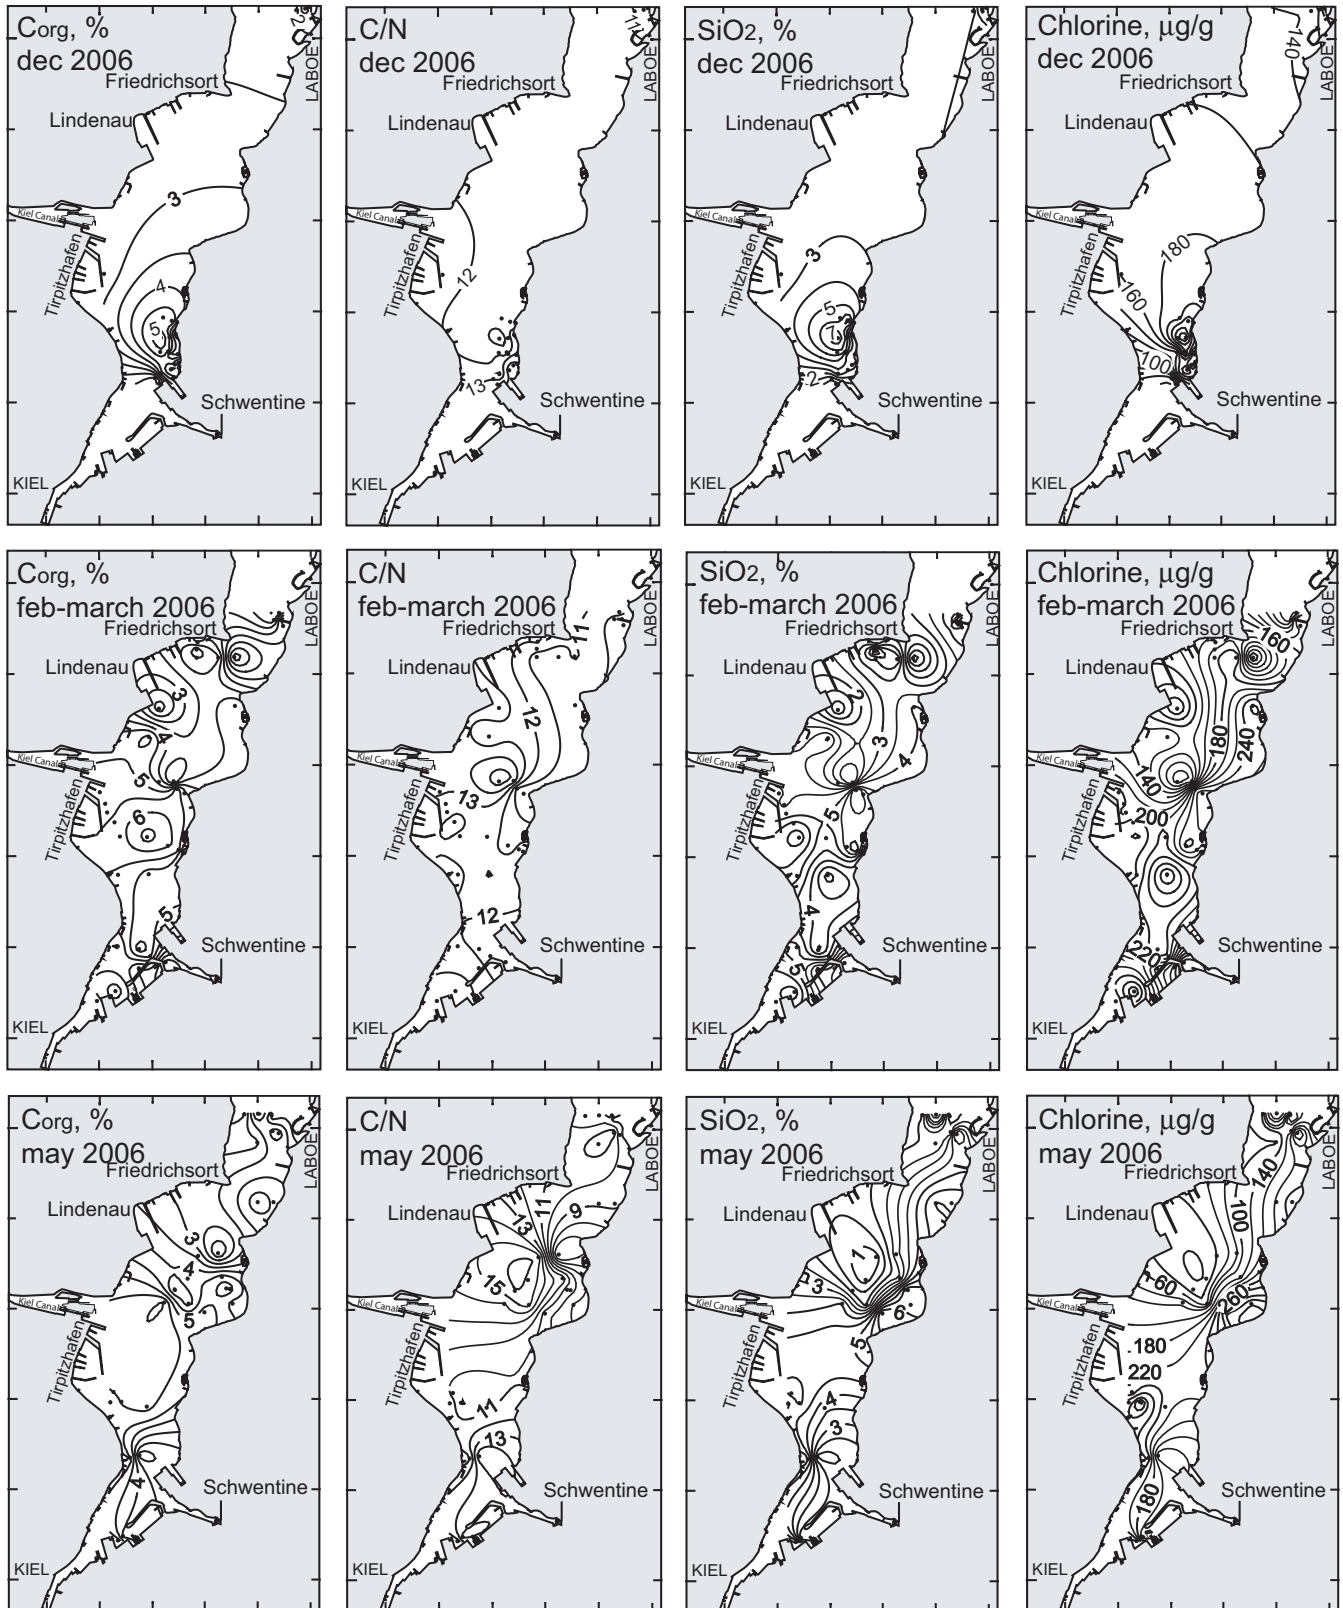 Corg, %
dec 2006
Friedrichsort
Lindenau
LABOE
Kiel Canal
Tirpitzhafen
Schwentine
KIEL
3
4
5
C/N
dec 2006
Friedrichsort
Lindenau
LABOE
Kiel Canal
Tirpitzhafen
Schwentine
KIEL
11
12
13
SiO2, %
dec 2006
Friedrichsort
Lindenau
LABOE
Kiel Canal
Tirpitzhafen
Schwentine
KIEL
3
5
7
2
Chlorine, μg/g
dec 2006
Friedrichsort
Lindenau
LABOE
Kiel Canal
Tirpitzhafen
Schwentine
KIEL
140
180
160
100
Corg, %
feb-march 2006
Friedrichsort
Lindenau
LABOE
Kiel Canal
Tirpitzhafen
Schwentine
KIEL
3
4
5
6
5
C/N
feb-march 2006
Friedrichsort
Lindenau
LABOE
Kiel Canal
Tirpitzhafen
Schwentine
KIEL
11
12
13
12
SiO2, %
feb-march 2006
Friedrichsort
Lindenau
LABOE
Kiel Canal
Tirpitzhafen
Schwentine
KIEL
2
3
4
5
4
5
Chlorine, μg/g
feb-march 2006
Friedrichsort
Lindenau
LABOE
Kiel Canal
Tirpitzhafen
Schwentine
KIEL
160
180
240
140
200
220
Corg, %
may 2006
Friedrichsort
Lindenau
LABOE
Kiel Canal
Tirpitzhafen
Schwentine
KIEL
3
4
5
4
C/N
may 2006
Friedrichsort
Lindenau
LABOE
Kiel Canal
Tirpitzhafen
Schwentine
KIEL
13
11
9
15
11
13
SiO2, %
may 2006
Friedrichsort
Lindenau
LABOE
Kiel Canal
Tirpitzhafen
Schwentine
KIEL
1
3
6
5
4
3
Chlorine, μg/g
may 2006
Friedrichsort
Lindenau
LABOE
Kiel Canal
Tirpitzhafen
Schwentine
KIEL
140
100
60
260
180
220
180